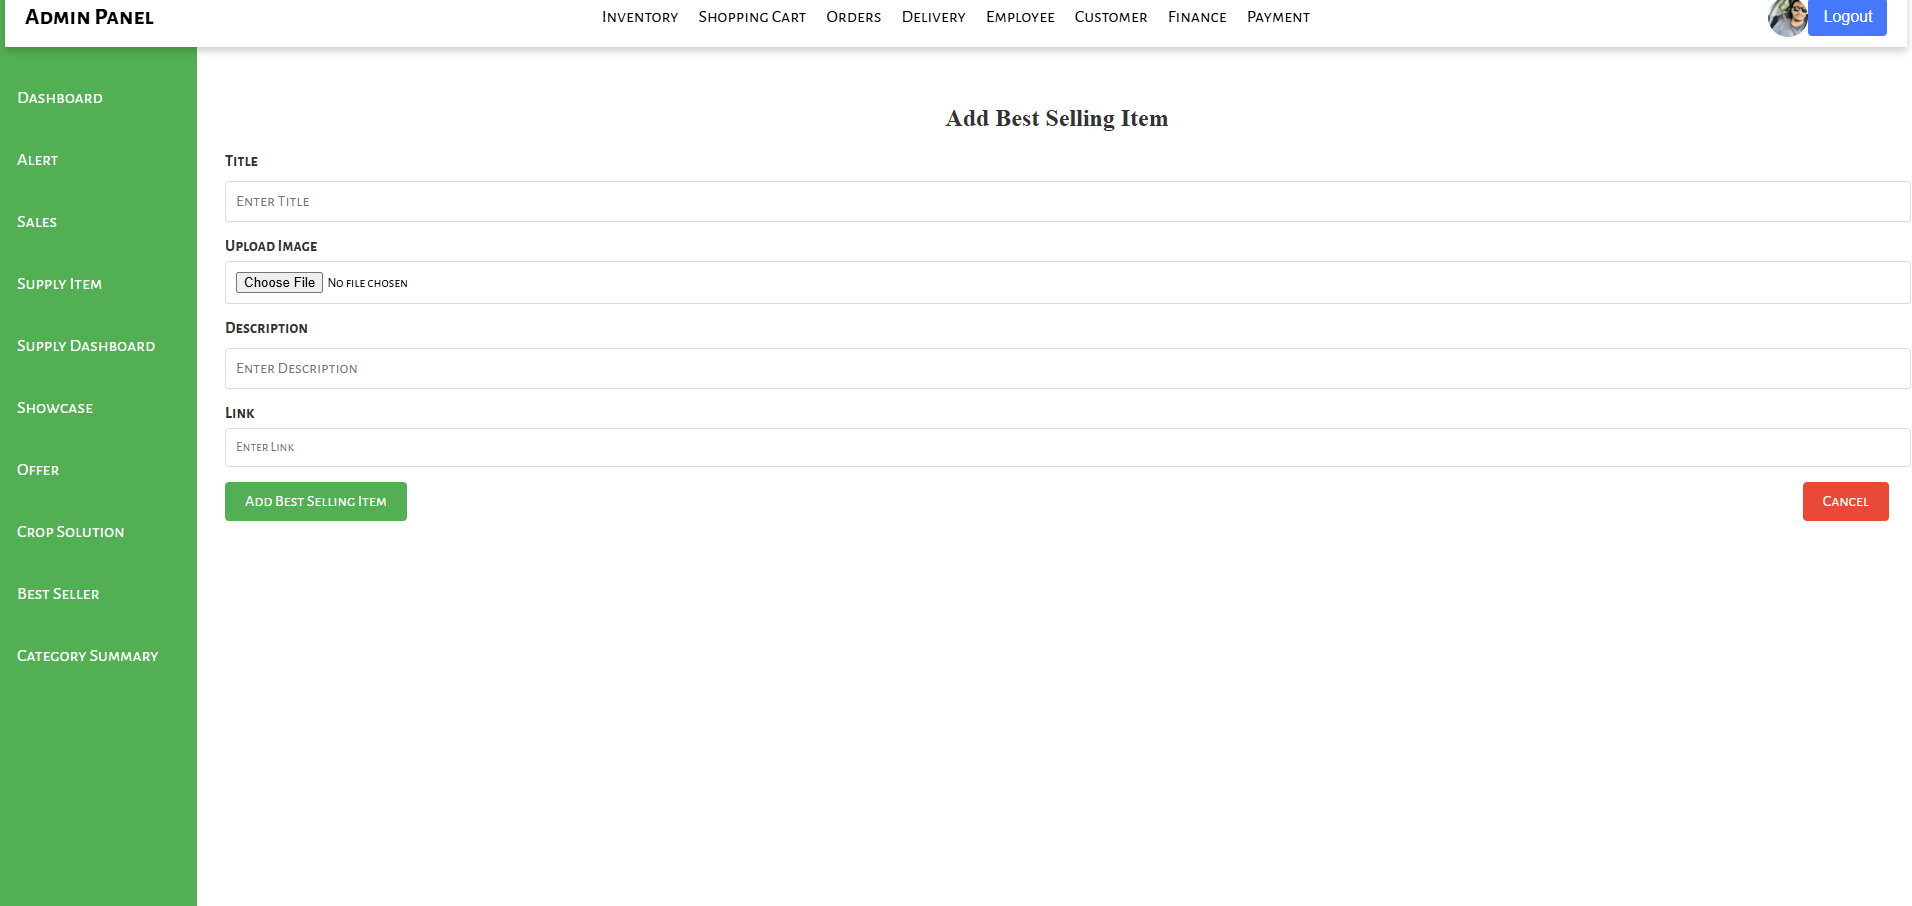 Admin Panel
Inventory Shopping Cart Orders Delivery Employee Customer Finance Payment
Logout
Dashboard
Alert
Sales
Supply Item
Supply Dashboard
Showcase
Offer
Crop Solution
Best Seller
Category Summary
Add Best Selling Item
Title
Enter Title
Upload Image
Choose File No file chosen
Description
Enter Description
Link
Enter Link
Add Best Selling Item
Cancel